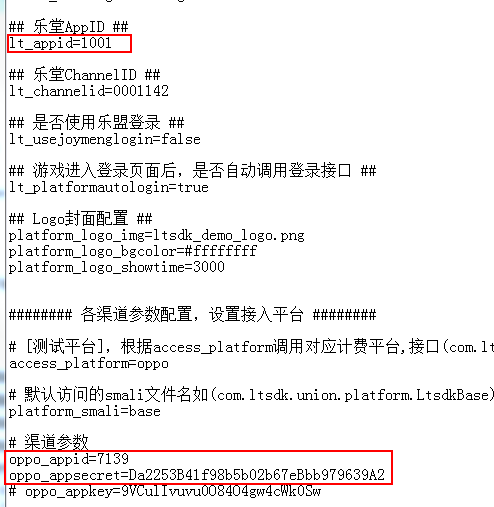 ## 乐堂AppID ##
lt_appid=1001
## 乐堂ChannelID ##
lt_channelid=0001142
## 是否使用乐盟登录 ##
lt_usejoymenglogin=false
## 游戏进入登录页面后，是否自动调用登录接口 ##
lt_platformautologin=true
## Logo封面配置 ##
platform_logo_img=ltsdk_demo_logo.png
platform_logo_bgcolor=#ffffffff
platform_logo_showtime=3000
######## 各渠道参数配置，设置接入平台 ########
# [测试平台]，根据access_platform调用对应计费平台,接口(com.lt
access_platform=oppo
# 默认访问的smali文件名如(com.ltsdk.union.platform.LtsdkBase)
platform_smali=base
# 渠道参数
oppo_appid=7139
oppo_appsecret=Da2253B41f98b5b02b67eBbb979639A2
# oppo_appkey=9VCulIvuvu0O84O4gw4cWk0Sw